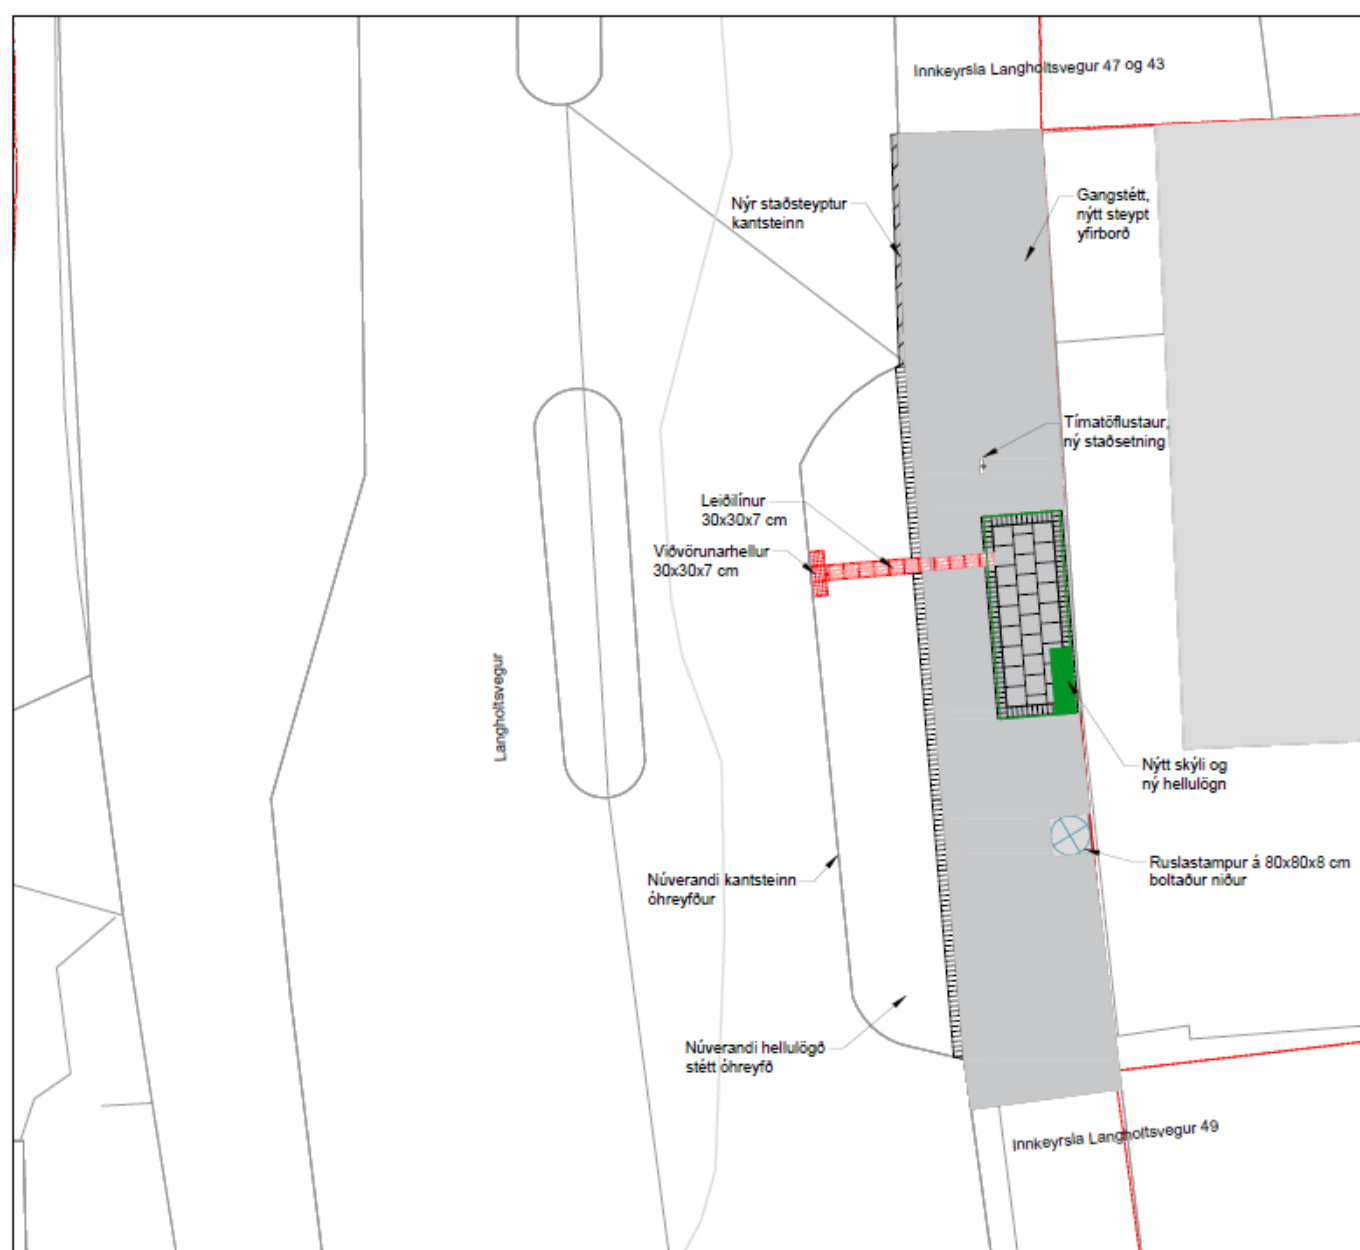 Innkeyrsla Langholtsvegur 47 og 43
Nýr staðsteyptur
kantsteinn
Gangstétt,
nýtt steypt
yfirborð
Tímatöflustaur,
ný staðsetning
Leiðilínur
30x30x7 cm
Viðvörunarhellur
30x30x7 cm
Langholtsvegur
Nýtt skýli og
ný hellulögn
Ruslastampur á 80x80x8 cm
boltaður niður
Núverandi kantsteinn
óhreyfður
Núverandi hellulögð
stétt óhreyfð
Innkeyrsla Langholtsvegur 49